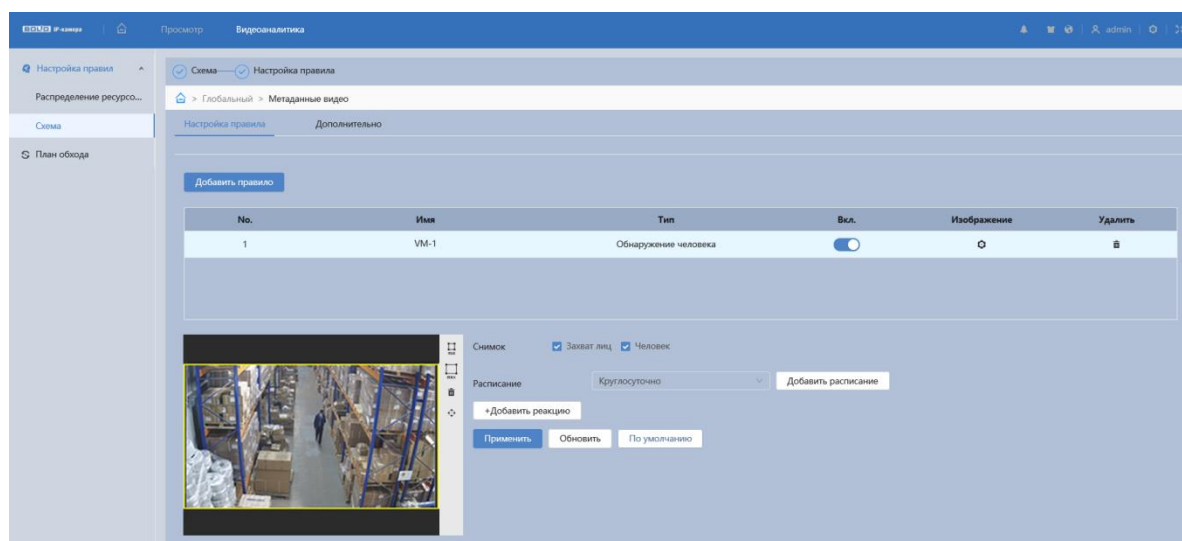 BOLID IP-камера Просмотр Видеоаналитика admin
Настройка правил
Распределение ресурсо...
Схема
План обхода
Схема Настройка правила
> Глобальный > Метаданные видео
Настройка правила Дополнительно
Добавить правило
No. Имя Тип Вкл. Изображение Удалить
1 VM-1 Обнаружение человека
Снимок Захват лиц Человек
Расписание Круглосуточно Добавить расписание
+Добавить реакцию
Применить Обновить По умолчанию